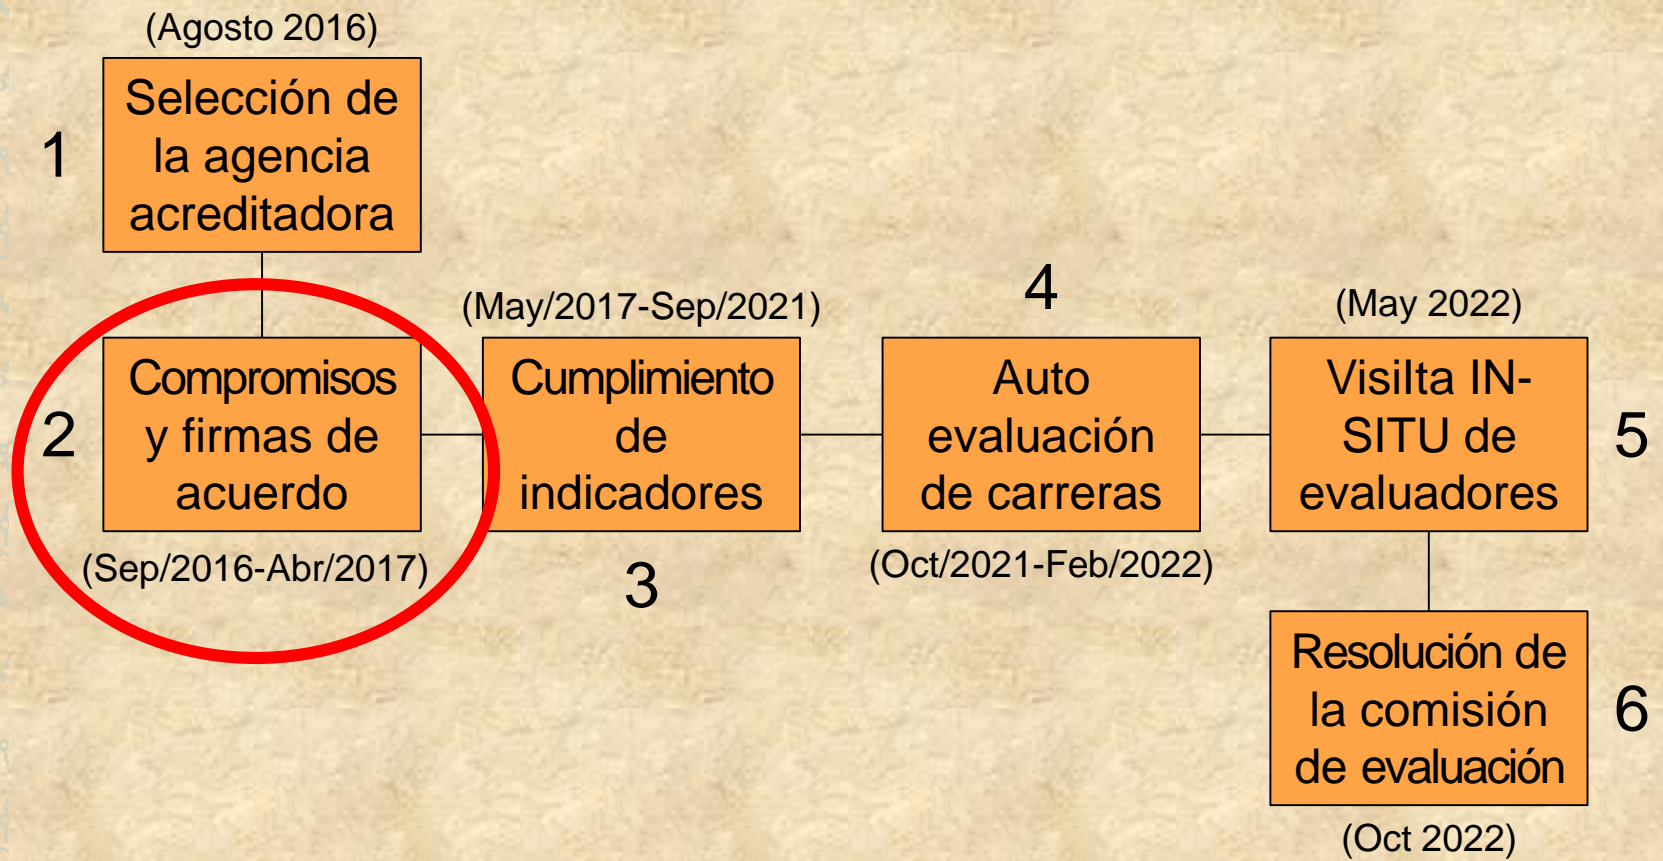 (Agosto 2016)
1
Selección de
la agencia
acreditadora
2
Compromisos
y firmas de
acuerdo
(Sep/2016-Abr/2017)
(May/2017-Sep/2021)
Cumplimiento
de
indicadores
3
4
Auto
evaluación
de carreras
(Oct/2021-Feb/2022)
(May 2022)
Visilta IN-
SITU de
evaluadores
5
Resolución de
la comisión
de evaluación
6
(Oct 2022)